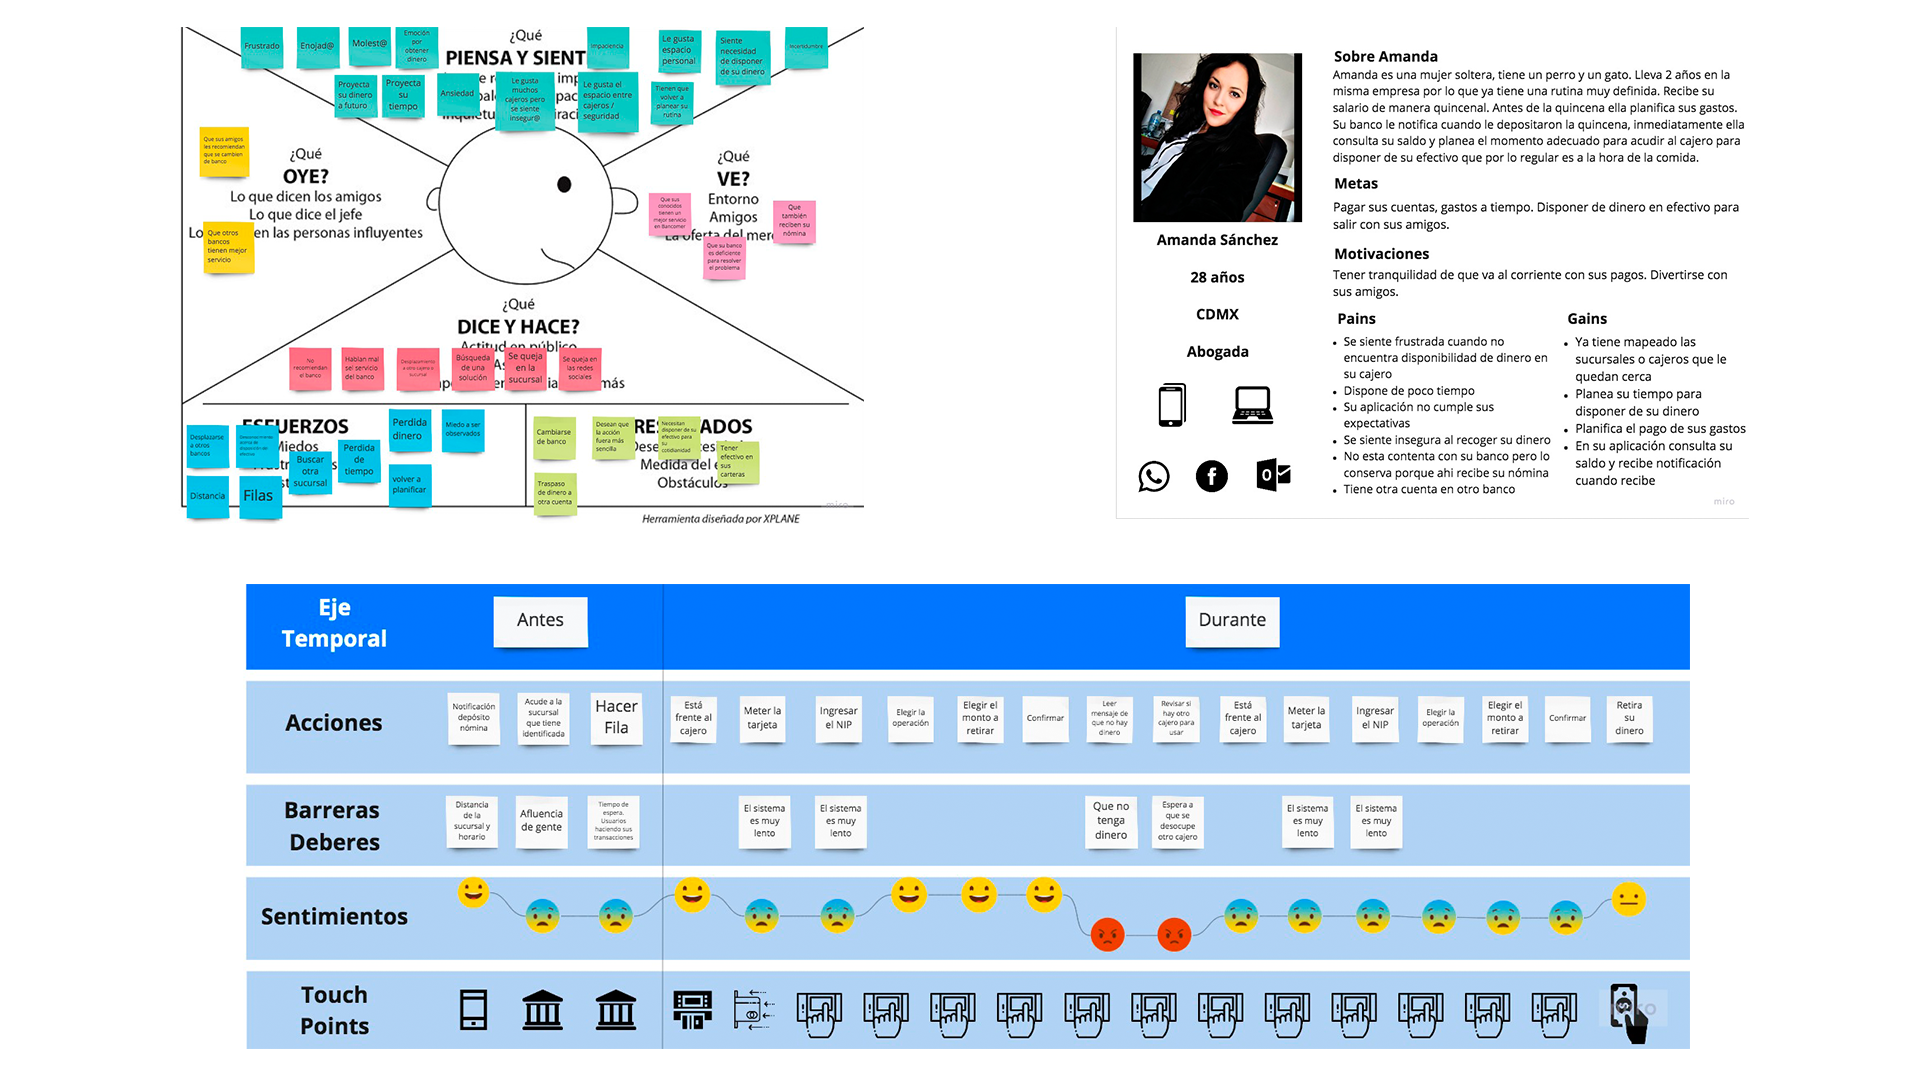 ¿Qué
PIENSA Y SIENT
Frustrado
Enojad@
Molest@
Emoción
por
obtener
dinero
Impaciencia
Le gusta
espacio
personal
Siente
necesidad
de disponer
de su dinero
Incertidumbre
Proyecta
su dinero
a futuro
Proyecta
su
tiempo
Ansiedad
Le gusta
muchos
cajeros pero
se siente
insegur@
Le gusta el
espacio entre
cajeros /
seguridad
Tienen que
volver a
planear su
rutina
¿Qué
OYE?
Lo que dicen los amigos
Lo que dice el jefe
Lo
en las personas influyentes
Que sus amigos
les recomiendan
que se cambien
de banco
Que otros
bancos
tienen mejor
servicio
¿Qué
VE?
Entorno
Amigos
La oferta del mer
Que sus
conocidos
tienen un
mejor servicio
en Bancomer
Que
también
reciben su
nómina
Que su banco
es deficiente
para resolver
el problema
¿Qué
DICE Y HACE?
Actitud en público
más
No
recomiendan
el banco
Hablan mal
sel servicio
del banco
Desplazamiento
a otro cajero o
sucursal
Búsqueda
de una
solución
Se queja
en la
sucursal
Se queja en
las redes
sociales
ESFUERZOS
Miedos
Desplazarse
a otros
bancos
Buscar
otra
sucursal
Perdida
de
tiempo
Perdida
dinero
Miedo a ser
observados
volver a
planificar
Distancia
Filas
RES
ADOS
Medida del
Obstáculos
Cambiarse
de banco
Desean que
la acción
fuera más
sencilla
Necesitan
disponer de su
efectivo para
su
cotidianidad
Tener
efectivo en
sus
carteras
Traspaso
de dinero a
otra cuenta
miro
Herramienta diseñada por XPLANE
Amanda Sánchez
28 años
CDMX
Abogada
Sobre Amanda
Amanda es una mujer soltera, tiene un perro y un gato. Lleva 2 años en la
misma empresa por lo que ya tiene una rutina muy definida. Recibe su
salario de manera quincenal. Antes de la quincena ella planifica sus gastos.
Su banco le notifica cuando le depositaron la quincena, inmediatamente ella
consulta su saldo y planea el momento adecuado para acudir al cajero para
disponer de su efectivo que por lo regular es a la hora de la comida.
Metas
Pagar sus cuentas, gastos a tiempo. Disponer de dinero en efectivo para
salir con sus amigos.
Motivaciones
Tener tranquilidad de que va al corriente con sus pagos. Divertirse con
sus amigos.
Pains
• Se siente frustrada cuando no
encuentra disponibilidad de dinero en
su cajero
• Dispone de poco tiempo
• Su aplicación no cumple sus
expectativas
• Se siente insegura al recoger su dinero
• No esta contenta con su banco pero lo
conserva porque ahi recibe su nómina
• Tiene otra cuenta en otro banco
Gains
• Ya tiene mapeado las
sucursales o cajeros que le
quedan cerca
• Planea su tiempo para
disponer de su dinero
• Planifica el pago de sus gastos
• En su aplicación consulta su
saldo y recibe notificación
cuando recibe
miro
Eje
Temporal
Antes
Durante
Acciones
Notificación
depósito
nómina
Acude a la
sucursal
que tiene
identificada
Hacer
Fila
Está
frente al
cajero
Meter la
tarjeta
Ingresar
el NIP
Elegir la
operación
Elegir el
monto a
retirar
Confirmar
Leer
mensaje de
que no hay
dinero
Revisar si
hay otro
cajero para
usar
Está
frente al
cajero
Meter la
tarjeta
Ingresar
el NIP
Elegir la
operación
Elegir el
monto a
retirar
Confirmar
Retira
su
dinero
Barreras
Deberes
Distancia
de la
sucursal y
horario
Afluencia
de gente
Tiempo de
espera.
Usuarios
haciendo sus
transacciones
El sistema
es muy
lento
El sistema
es muy
lento
Que no
tenga
dinero
Espera a
que se
desocupe
otro cajero
El sistema
es muy
lento
El sistema
es muy
lento
Sentimientos
Touch
Points
miro